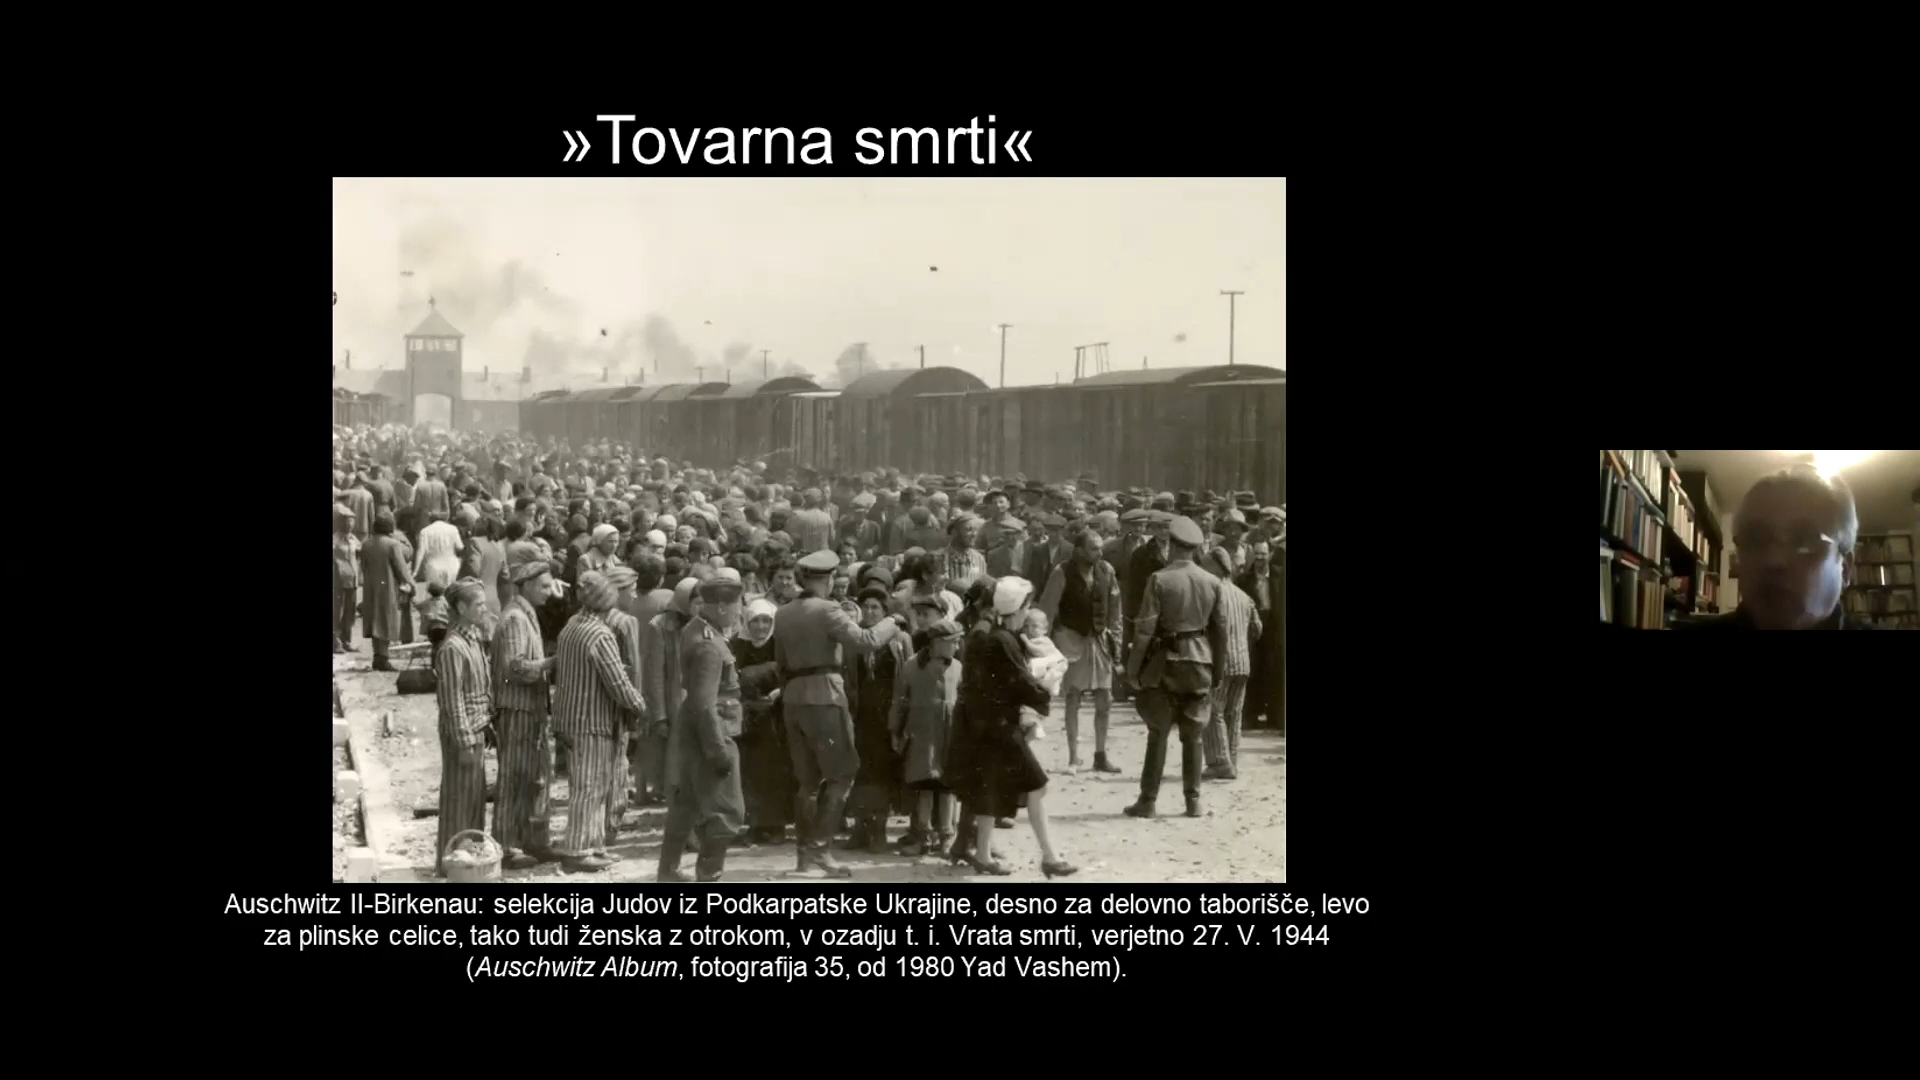 »Tovarna smrti«
Auschwitz II-Birkenau: selekcija Judov iz Podkarpatske Ukrajine, desno za delovno taborišče, levo
za plinske celice, tako tudi ženska z otrokom, v ozadju t. i. Vrata smrti, verjetno 27. V. 1944
(Auschwitz Album, fotografija 35, od 1980 Yad Vashem).